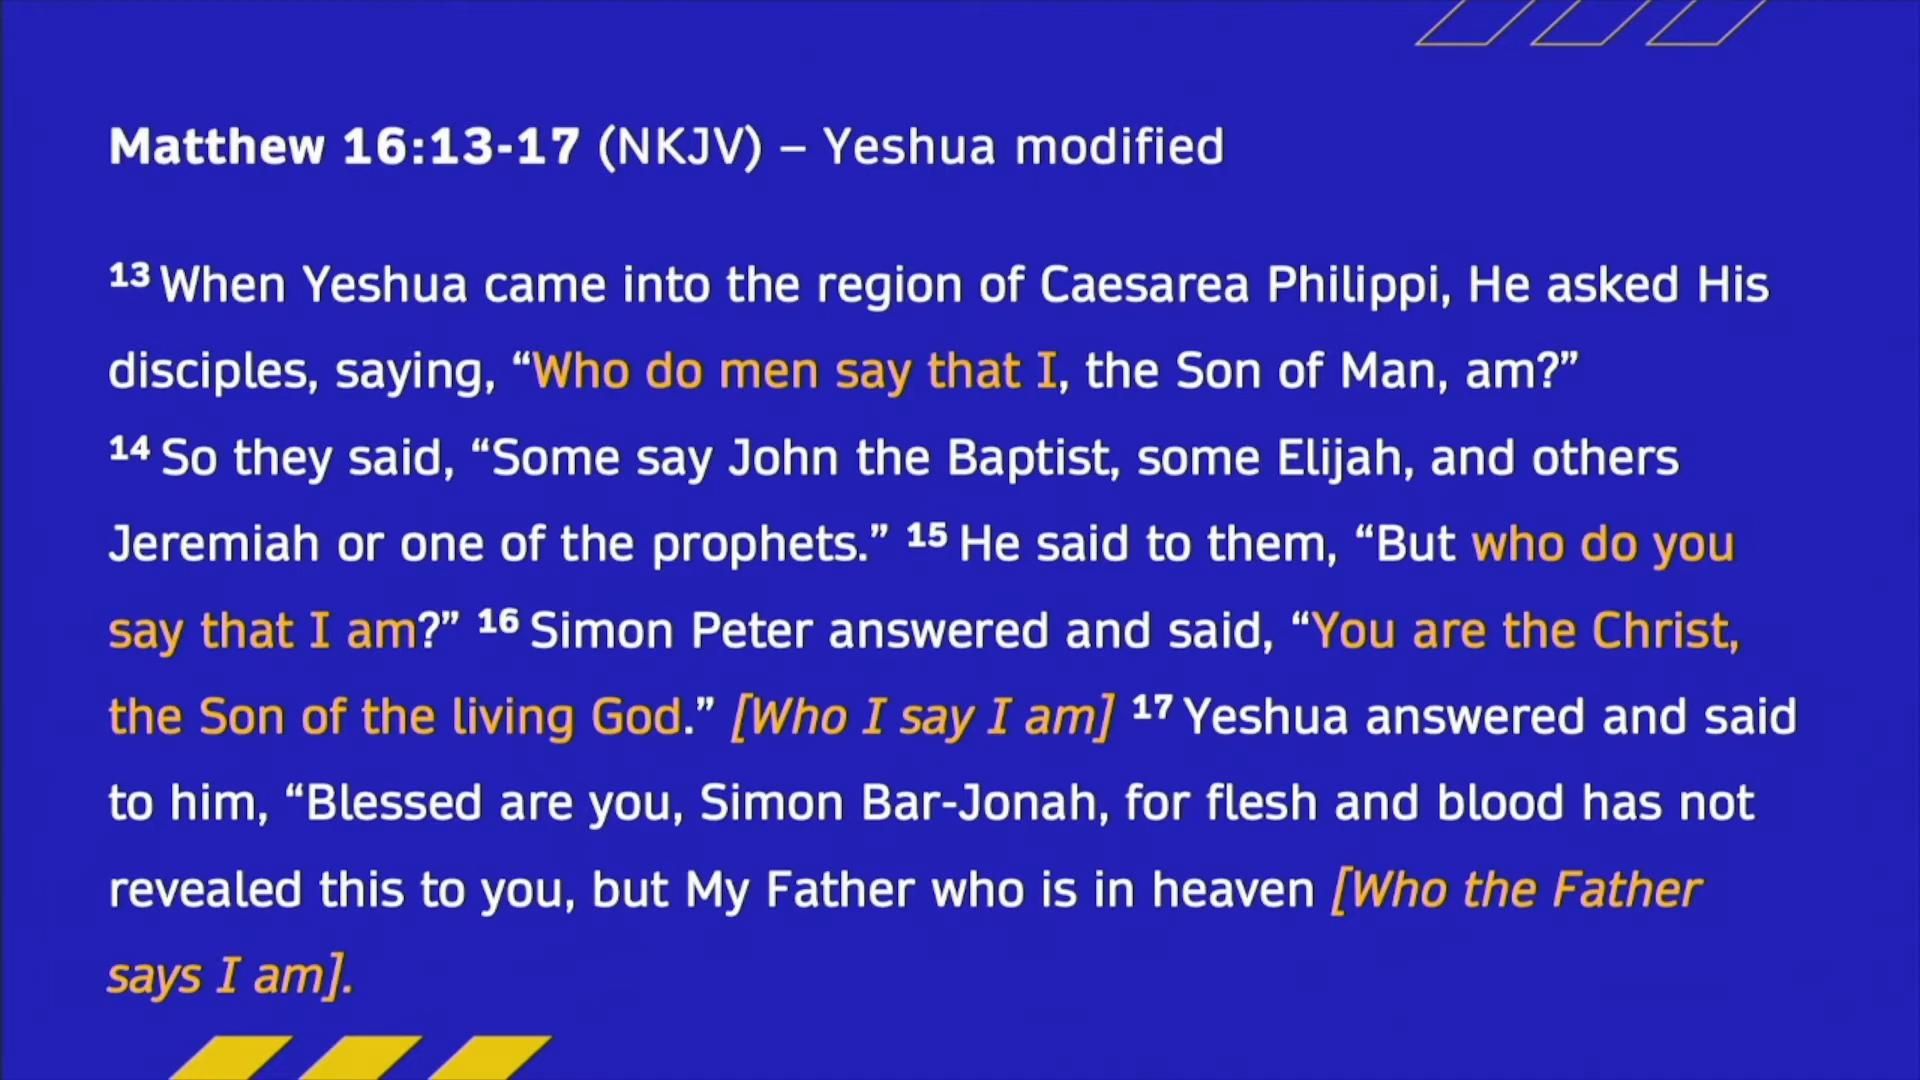 Matthew 16:13-17 (NKJV) – Yeshua modified
13 When Yeshua came into the region of Caesarea Philippi, He asked His
disciples, saying, “Who do men say that I, the Son of Man, am?”
14 So they said, “Some say John the Baptist, some Elijah, and others
Jeremiah or one of the prophets.” 15 He said to them, “But who do you
say that I am?” 16 Simon Peter answered and said, “You are the Christ,
the Son of the living God.” [Who I say I am] 17 Yeshua answered and said
to him, “Blessed are you, Simon Bar-Jonah, for flesh and blood has not
revealed this to you, but My Father who is in heaven [Who the Father
says I am].